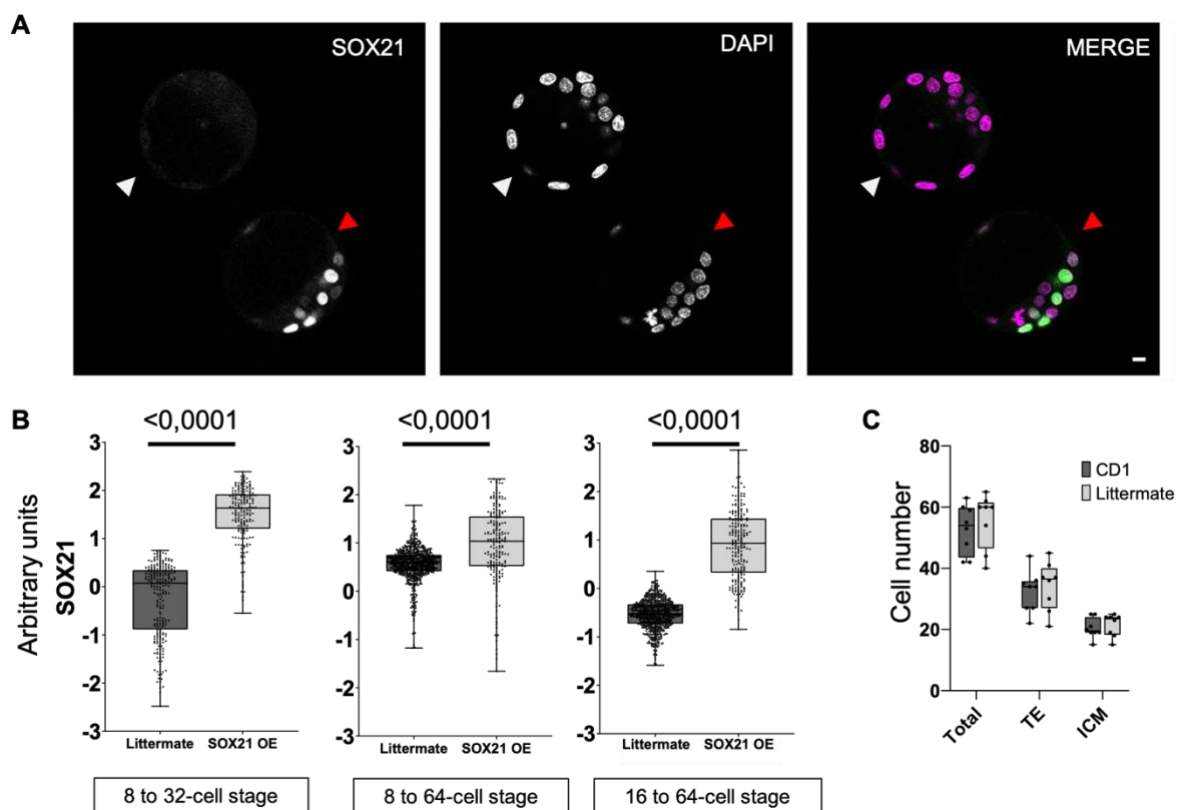 A
SOX21
DAPI
MERGE
B
Arbitrary units
SOX21
<0,0001
3
2
1
0
-1
-2
-3
Littermate
SOX21 OE
8 to 32-cell stage
<0,0001
3
2
1
0
-1
-2
-3
Littermate
SOX21 OE
8 to 64-cell stage
<0,0001
3
2
1
0
-1
-2
-3
Littermate
SOX21 OE
16 to 64-cell stage
C
Cell number
80
60
40
20
0
CD1
Littermate
Total
TE
ICM